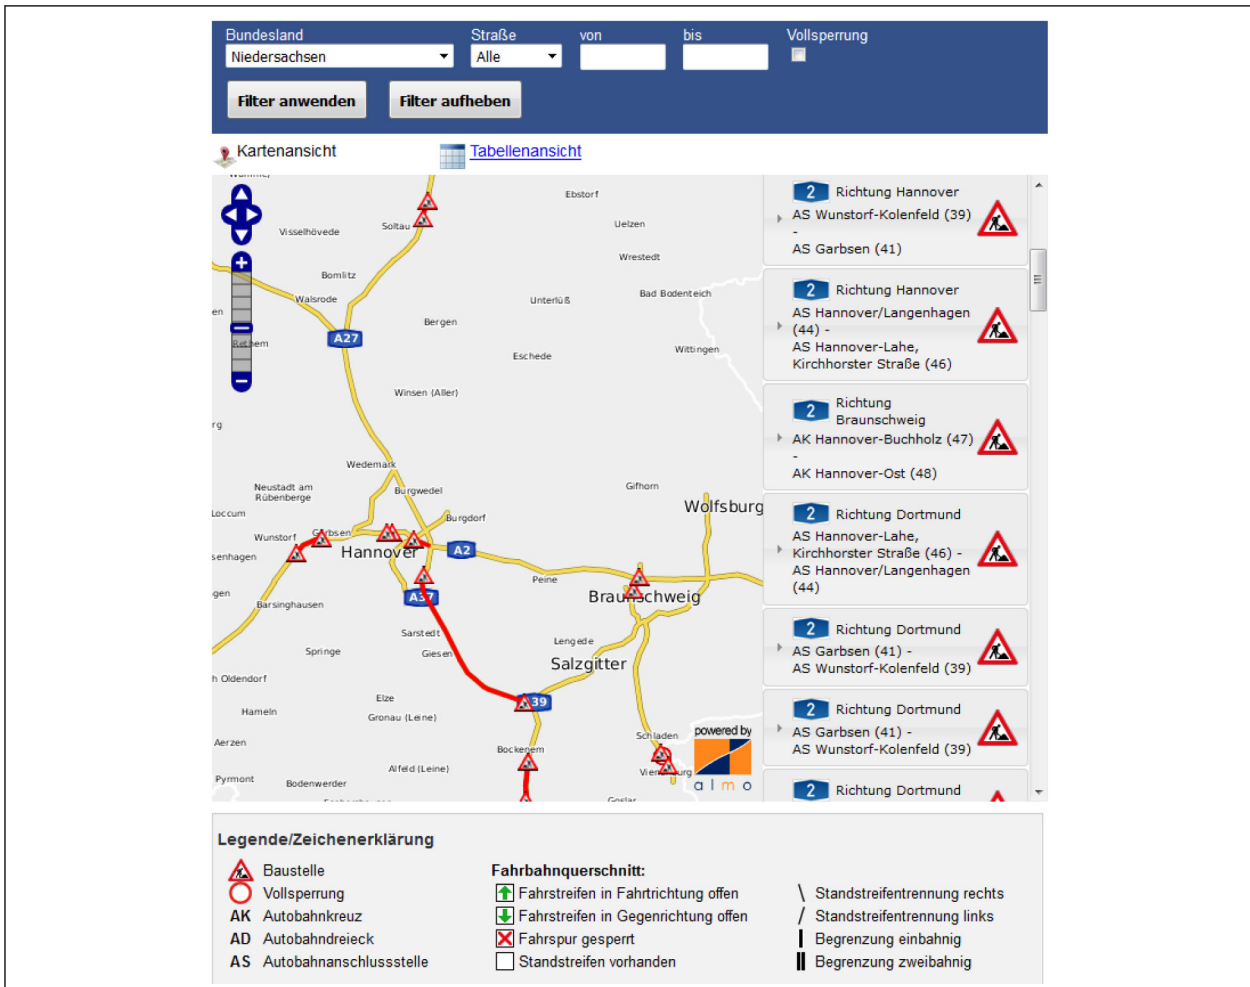 Bundesland
Straße
von
bis
Vollsperrung
Niedersachsen
Alle
Filter anwenden
Filter aufheben
Kartenansicht
Tabellenansicht
Ebstorf
Soltau
Uelzen
Visselhövede
Wrestedt
Bomlitz
Walsrode
Unterlüß
Bad Bodenteich
Bergen
A27
Rethem
Eschede
Wittingen
Winsen (Aller)
Wedemark
Neustadt am
Rübenberge
Burgwedel
Gifhorn
Wolfsburg
Loccum
Burgdorf
Wunstorf
Garbsen
Hannover
A2
Peine
Braunschweig
A37
Barsinghausen
Sarstedt
Lengede
Springe
Giesen
Salzgitter
h Oldendorf
Elze
39
Hameln
Gronau (Leine)
Schladen
Aerzen
Bockenem
Alfeld (Leine)
Vienenburg
Pyrmont
Bodenwerder
Goslar
powered by
almo
2 Richtung Hannover
AS Wunstorf-Kolenfeld (39)
-
AS Garbsen (41)
2 Richtung Hannover
AS Hannover/Langenhagen
(44) -
AS Hannover-Lahe,
Kirchhorster Straße (46)
2 Richtung
Braunschweig
AK Hannover-Buchholz (47)
-
AK Hannover-Ost (48)
2 Richtung Dortmund
AS Hannover-Lahe,
Kirchhorster Straße (46) -
AS Hannover/Langenhagen
(44)
2 Richtung Dortmund
AS Garbsen (41) -
AS Wunstorf-Kolenfeld (39)
2 Richtung Dortmund
AS Garbsen (41) -
AS Wunstorf-Kolenfeld (39)
2 Richtung Dortmund
Legende/Zeichenerklärung
Baustelle
Vollsperrung
AK Autobahnkreuz
AD Autobahndreieck
AS Autobahnanschlussstelle
Fahrbahnquerschnitt:
Fahrstreifen in Fahrtrichtung offen
Fahrstreifen in Gegenrichtung offen
Fahrspur gesperrt
Standstreifen vorhanden
\ Standstreifentrennung rechts
/ Standstreifentrennung links
Begrenzung einbahnig
Begrenzung zweibahnig